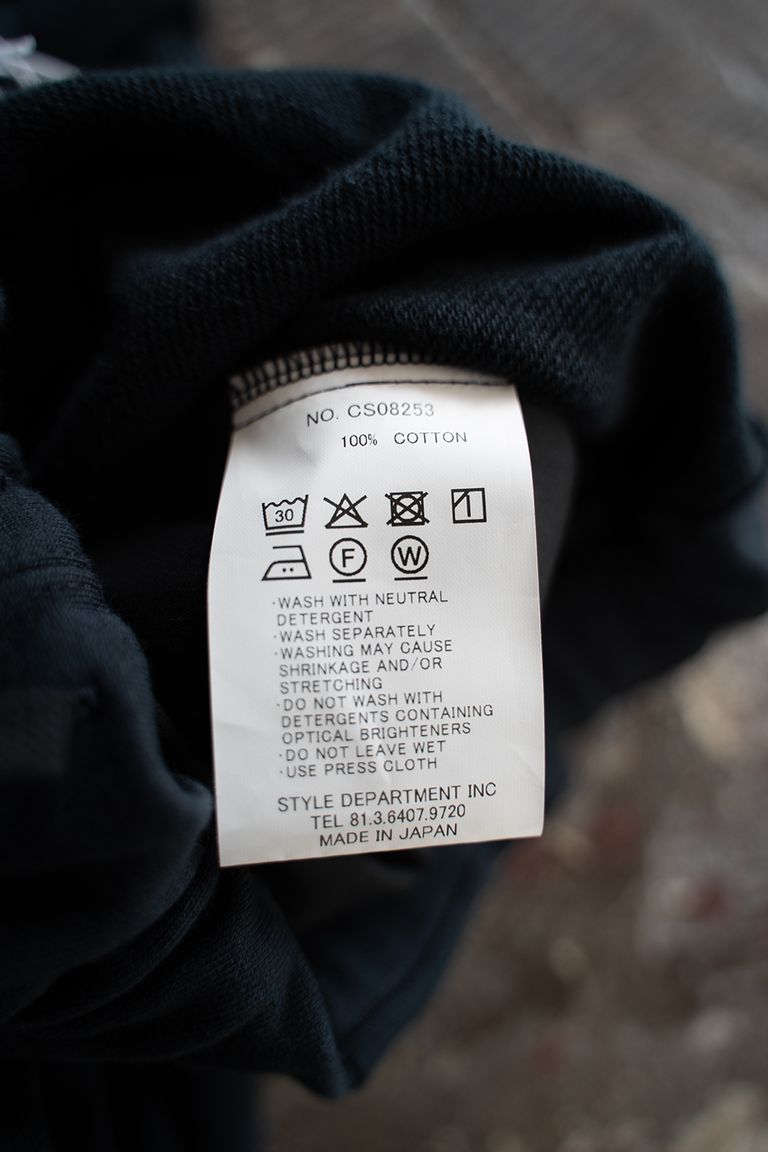 NO. CS08253
100% COTTON
30
F W
·WASH WITH NEUTRAL
DETERGENT
·WASH SEPARATELY
·WASHING MAY CAUSE
SHRINKAGE AND/OR
STRETCHING
·DO NOT WASH WITH
DETERGENTS CONTAINING
OPTICAL BRIGHTENERS
·DO NOT LEAVE WET
·USE PRESS CLOTH
STYLE DEPARTMENT INC
TEL 81.3.6407.9720
MADE IN JAPAN